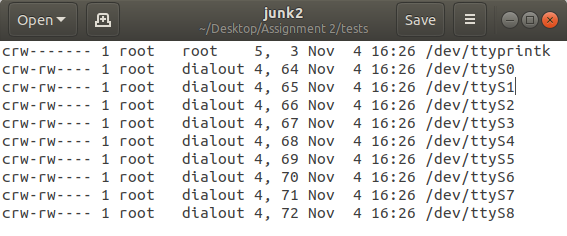 Open junk2 Save
~/Desktop/Assignment 2/tests
crw------- 1 root   root    5,  3 Nov  4 16:26 /dev/ttyprintk
crw-rw---- 1 root   dialout 4, 64 Nov  4 16:26 /dev/ttyS0
crw-rw---- 1 root   dialout 4, 65 Nov  4 16:26 /dev/ttyS1
crw-rw---- 1 root   dialout 4, 66 Nov  4 16:26 /dev/ttyS2
crw-rw---- 1 root   dialout 4, 67 Nov  4 16:26 /dev/ttyS3
crw-rw---- 1 root   dialout 4, 68 Nov  4 16:26 /dev/ttyS4
crw-rw---- 1 root   dialout 4, 69 Nov  4 16:26 /dev/ttyS5
crw-rw---- 1 root   dialout 4, 70 Nov  4 16:26 /dev/ttyS6
crw-rw---- 1 root   dialout 4, 71 Nov  4 16:26 /dev/ttyS7
crw-rw---- 1 root   dialout 4, 72 Nov  4 16:26 /dev/ttyS8